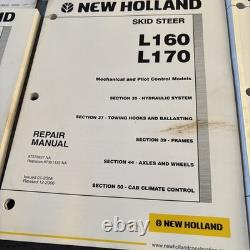 NEW HOLLAND
SKID STEER
L160
L170
Mechanical and Pilot Control Models
SECTION 35 - HYDRAULIC SYSTEM
SECTION 37 - TOWING HOOKS AND BALLASTING
SECTION 39 - FRAMES
SECTION 44 - AXLES AND WHEELS
SECTION 50 - CAB CLIMATE CONTROL
REPAIR
MANUAL
NEW HOLLAND